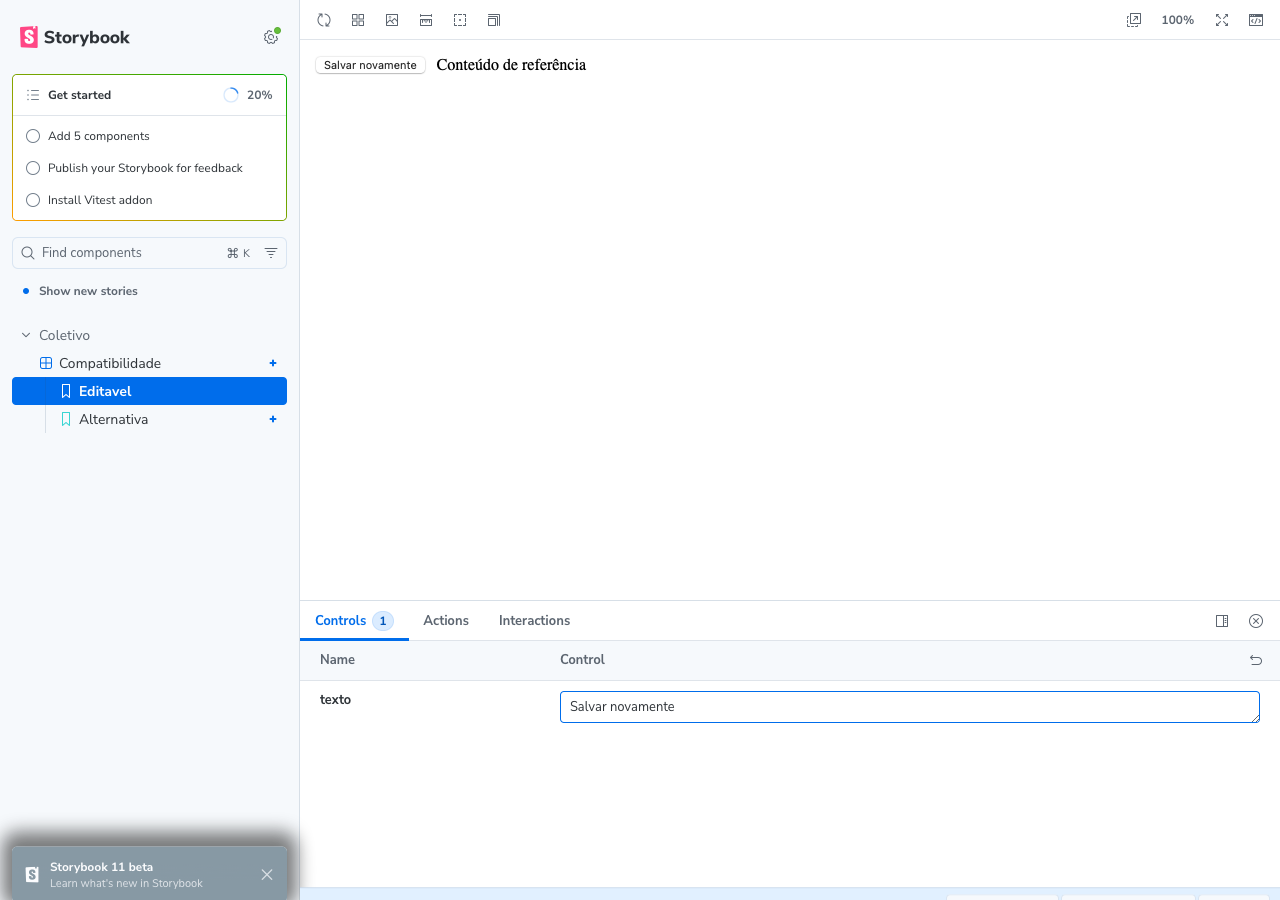 Storybook
Get started
20%
Add 5 components
Publish your Storybook for feedback
Install Vitest addon
Find components
⌘ K
Show new stories
Coletivo
Compatibilade
Editavel
Alternativa
Storybook 11 beta
Learn what's new in Storybook
100%
Salvar novamente Conteúdo de referência
Controls 1 Actions Interactions
Name Control
texto Salvar novamente